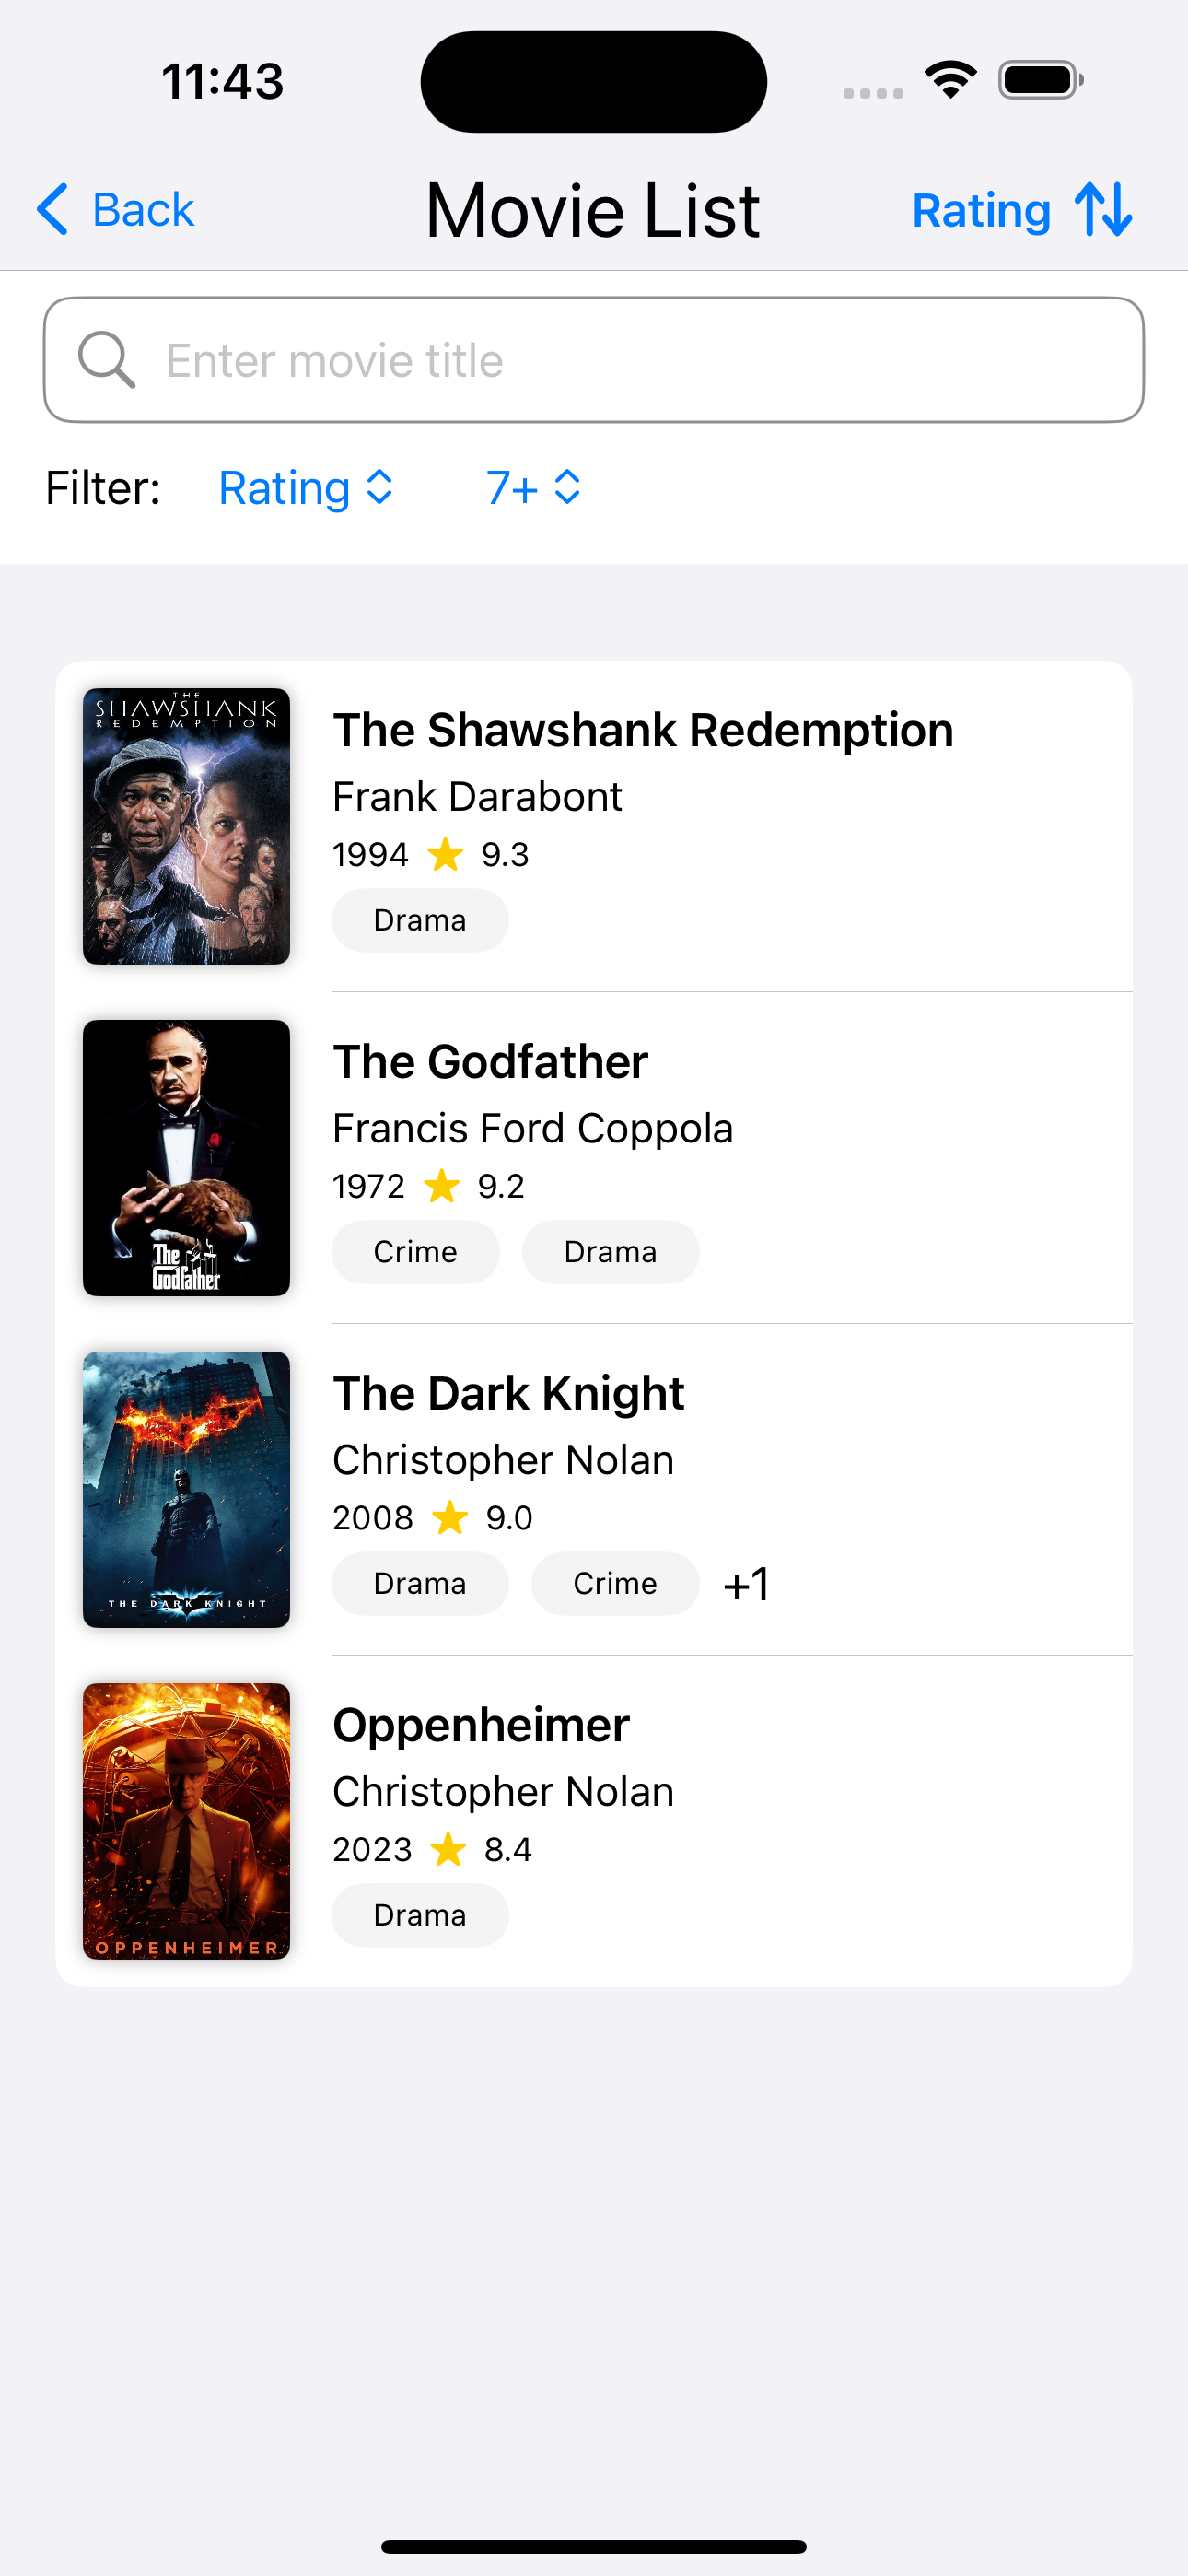 11:43
Back
Movie List
Rating
Enter movie title
Filter: Rating 7+
THE
SHAWSHANK
REDEMPTION
The Shawshank Redemption
Frank Darabont
1994 9.3
Drama
The Godfather
Francis Ford Coppola
1972 9.2
Crime Drama
The
Godfather
The Dark Knight
Christopher Nolan
2008 9.0
Drama Crime +1
THE DARK KNIGHT
Oppenheimer
Christopher Nolan
2023 8.4
Drama
OPPENHEIMER